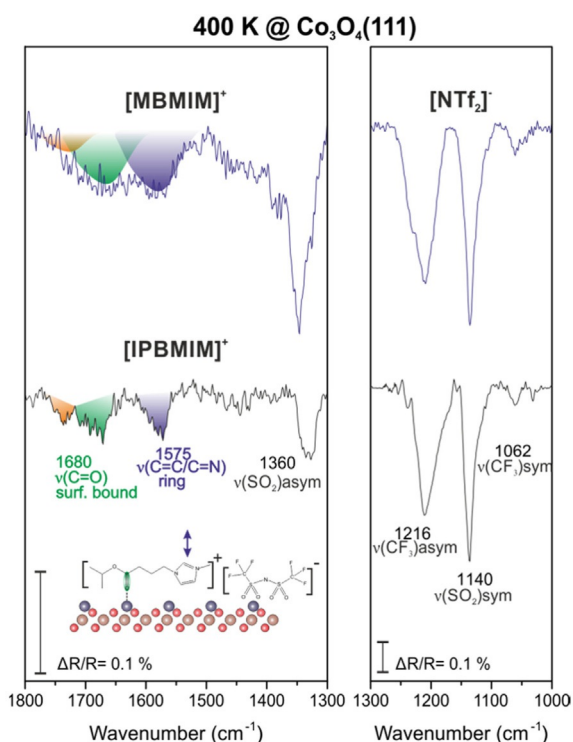 400 K @ Co₃O₄(111)
[MBMIM]⁺
[NTf₂]⁻
[IPBMIM]⁺
1680
ν(C=O)
surf. bound
1575
ν(C=C/C=N)
ring
1360
ν(SO₂)asym
1062
ν(CF₃)sym
1216
ν(CF₃)asym
1140
ν(SO₂)sym
ΔR/R= 0.1 %
ΔR/R= 0.1 %
1800 1700 1600 1500 1400 1300
1300 1200 1100 1000
Wavenumber (cm⁻¹)
Wavenumber (cm⁻¹)